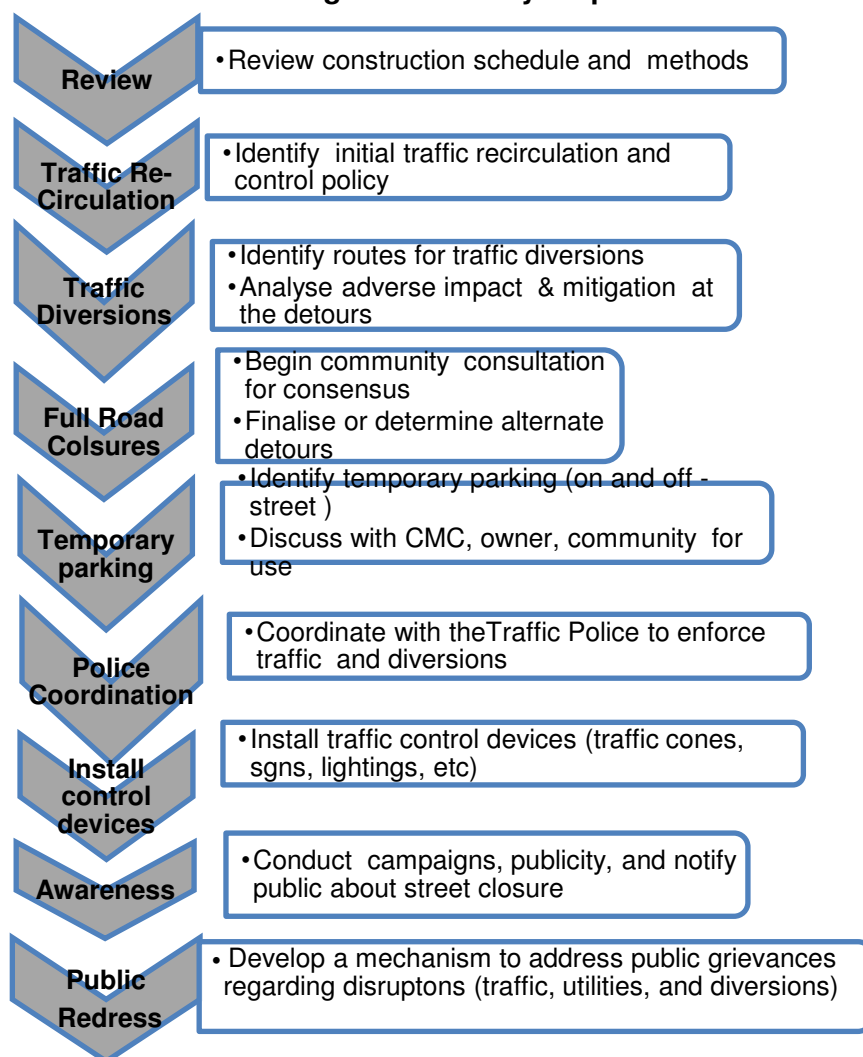 Review
• Review construction schedule and methods
Traffic Re-
Circulation
• Identify initial traffic recirculation and
control policy
Traffic
Diversions
• Identify routes for traffic diversions
• Analyse adverse impact & mitigation at
the detours
Full Road
Colsures
• Begin community consultation
for consensus
• Finalise or determine alternate
detours
Temporary
parking
• Identify temporary parking (on and off -
street )
• Discuss with CMC, owner, community for
use
Police
Coordination
• Coordinate with theTraffic Police to enforce
traffic and diversions
Install
control
devices
• Install traffic control devices (traffic cones,
sgns, lightings, etc)
Awareness
• Conduct campaigns, publicity, and notify
public about street closure
Public
Redress
• Develop a mechanism to address public grievances
regarding disruptons (traffic, utilities, and diversions)